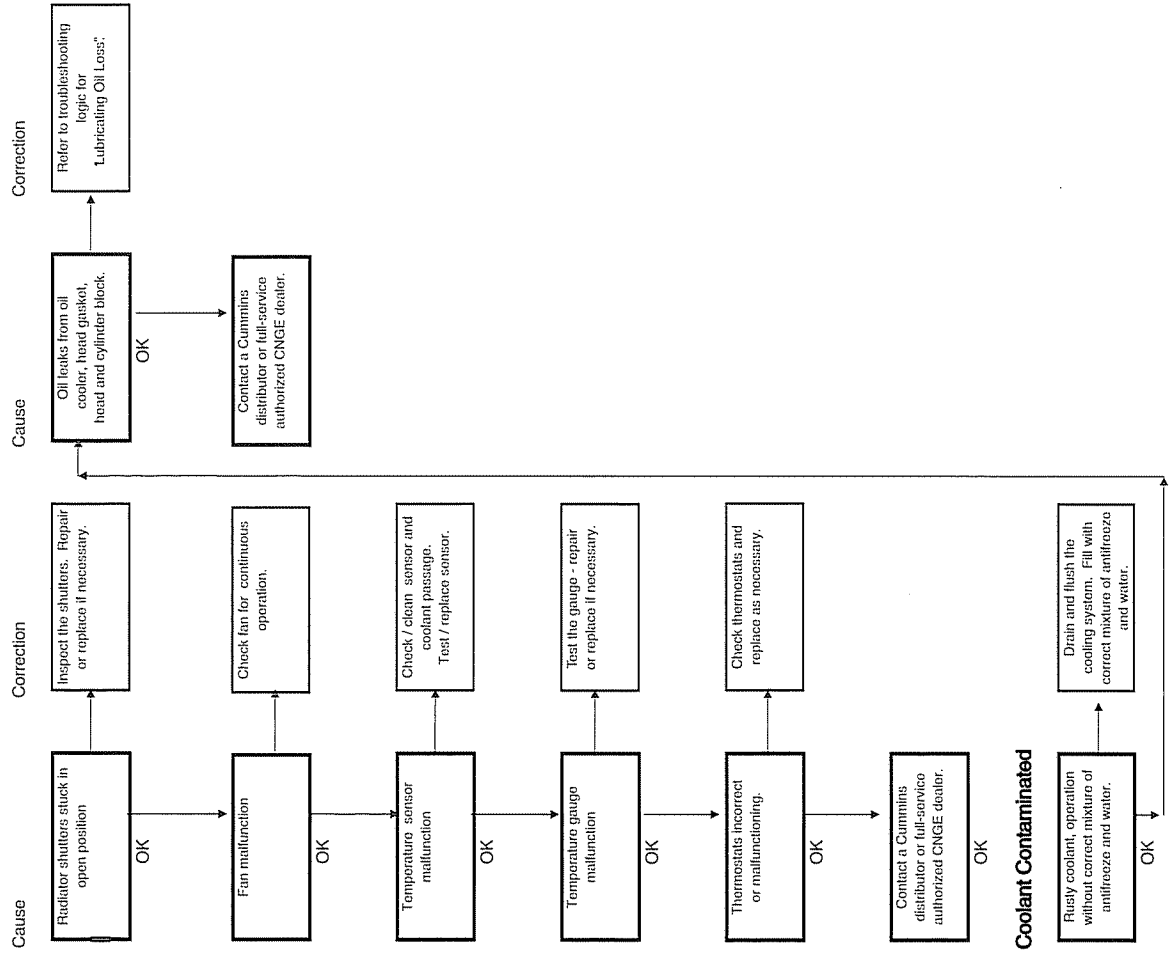 Cause
Correction
Radiator shutters stuck in
open position
Inspect the shutters. Repair
or replace if necessary.
OK
Fan malfunction
Check fan for continuous
operation.
OK
Temperature sensor
malfunction
Check / clean sensor and
coolant passage.
Test / replace sensor.
OK
Temperature gauge
malfunction
Test the gauge - repair
or replace if necessary.
OK
Thermostats incorrect
or malfunctioning.
Check thermostats and
replace as necessary.
OK
Contact a Cummins
distributor or full-service
authorized CNGE dealer.
OK
Coolant Contaminated
Rusty coolant, operation
without correct mixture of
antifreeze and water.
Drain and flush the
cooling system. Fill with
correct mixture of antifreeze
and water.
OK
Cause
Correction
Oil leaks from oil
cooler, head gasket,
head and cylinder block.
Refer to troubleshooting
logic for
"Lubricating Oil Loss".
OK
Contact a Cummins
distributor or full-service
authorized CNGE dealer.